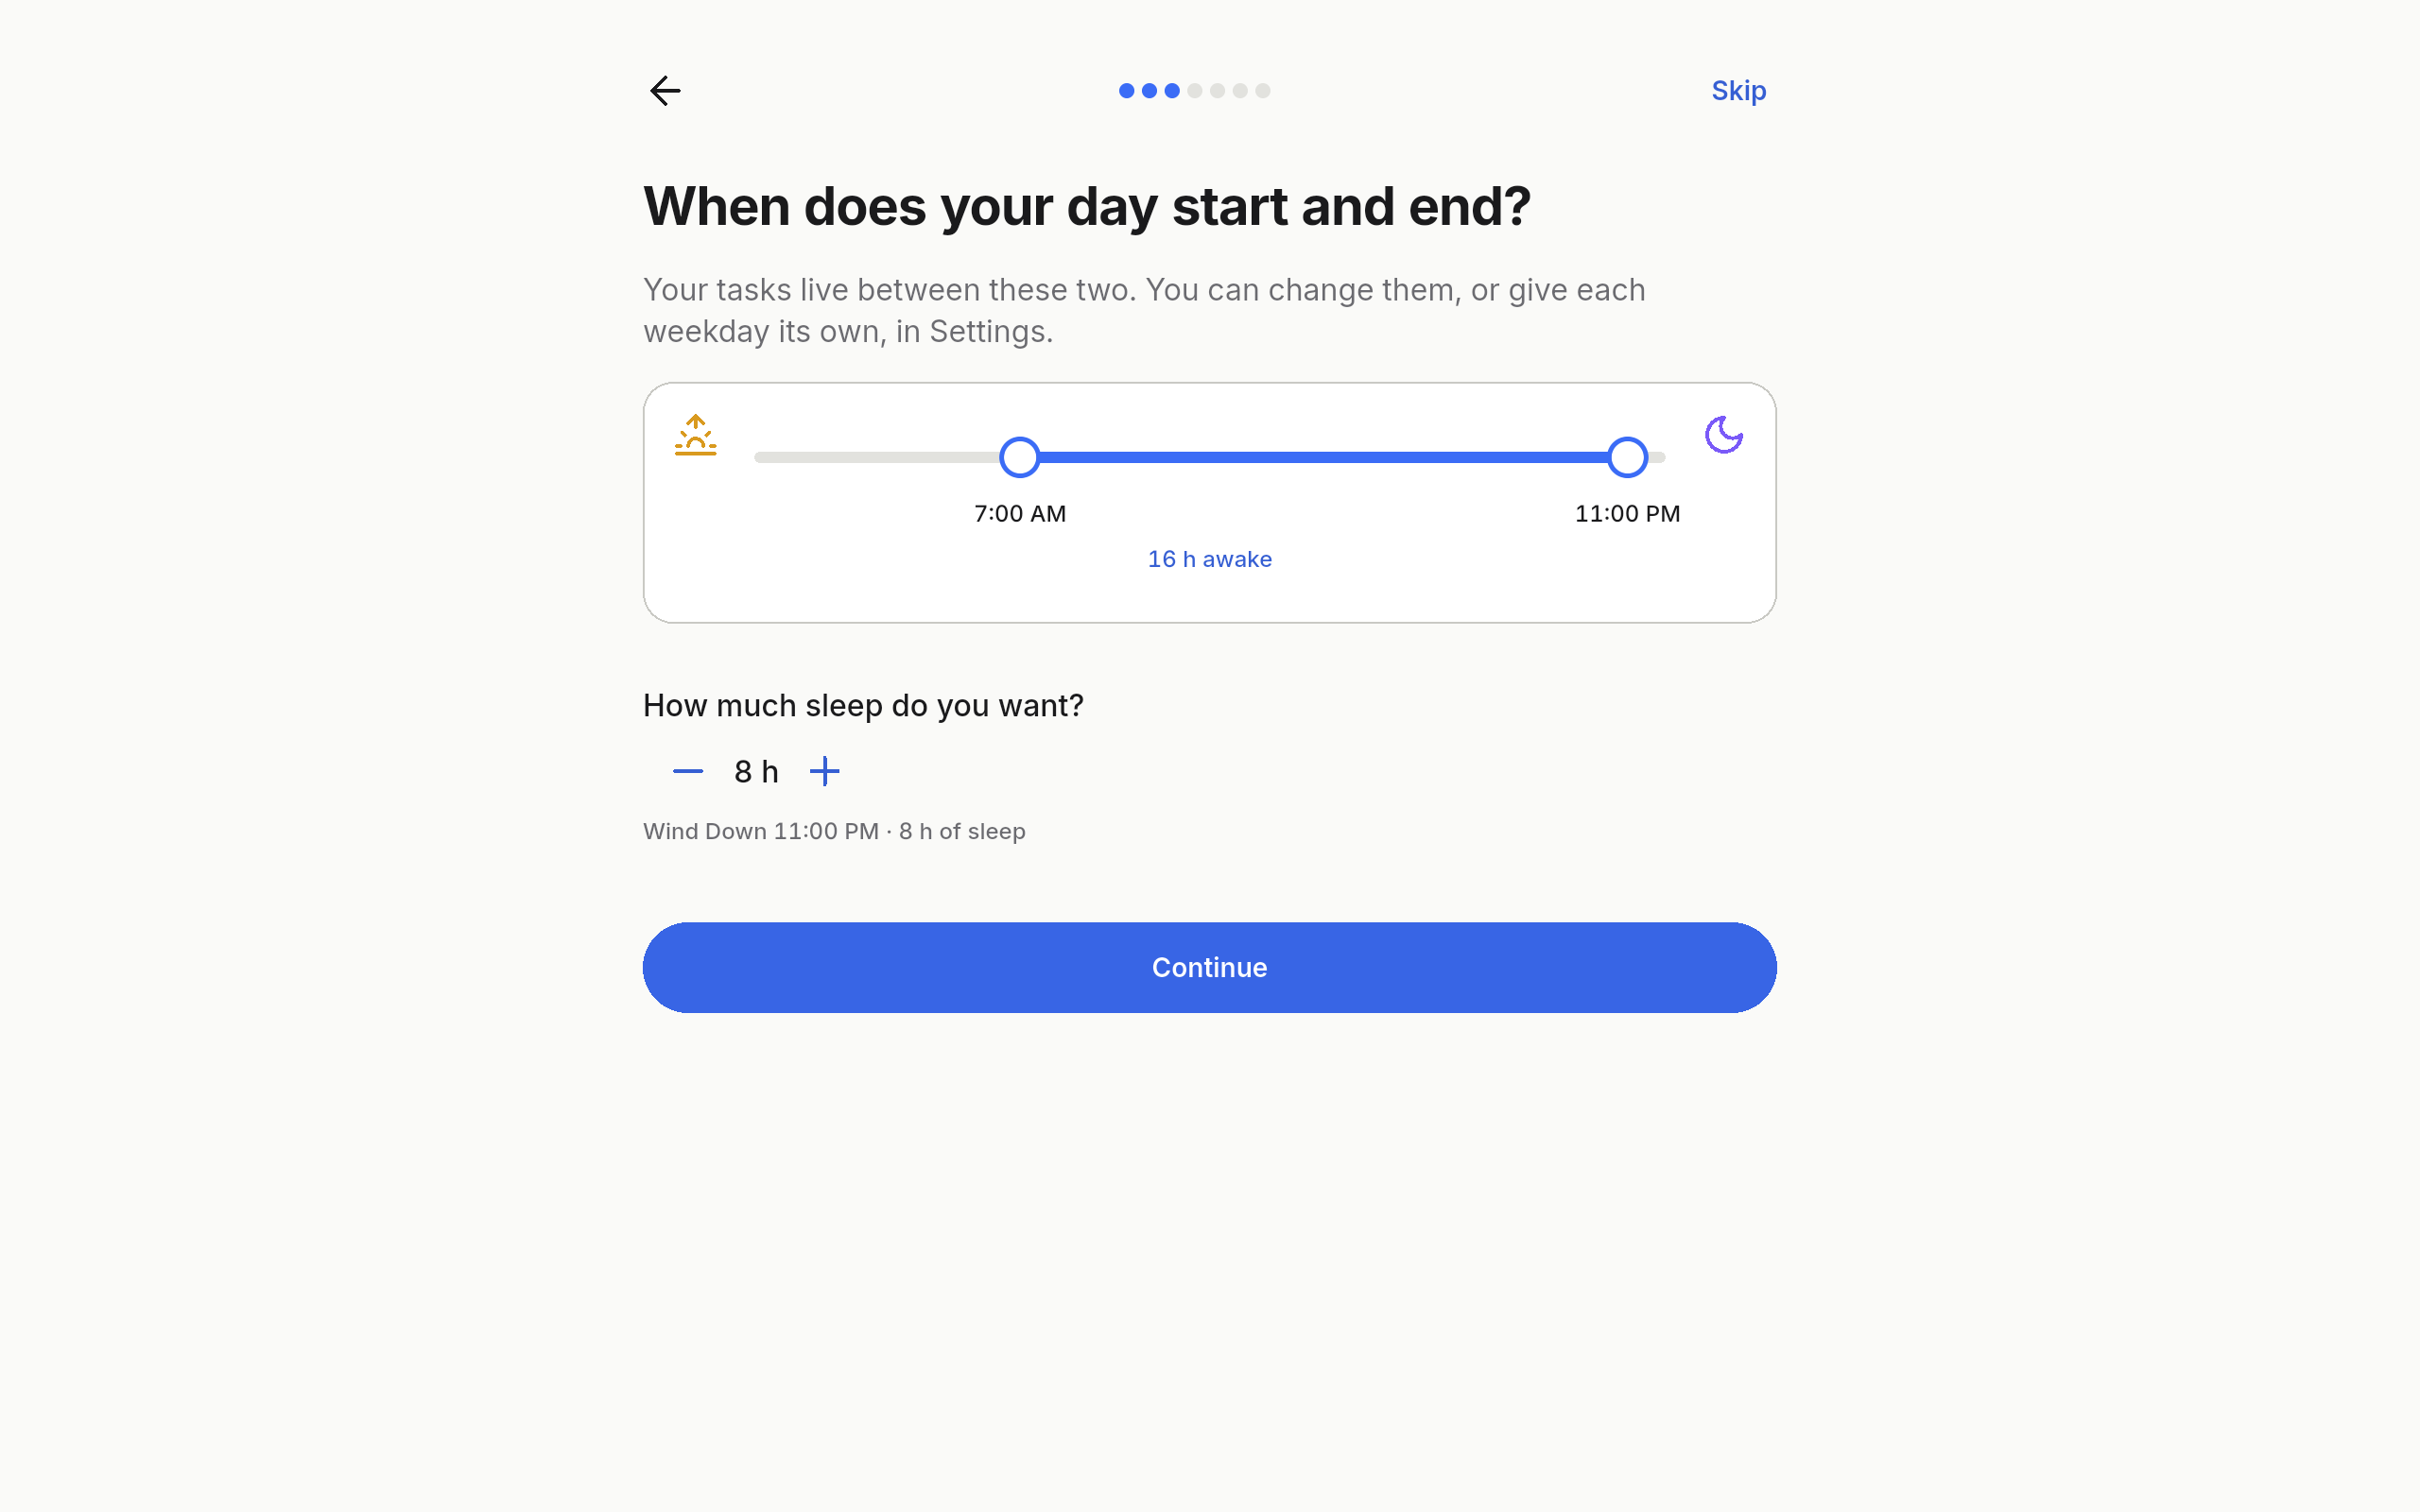 Skip
When does your day start and end?
Your tasks live between these two. You can change them, or give each
weekday its own, in Settings.
7:00 AM
11:00 PM
16 h awake
How much sleep do you want?
8 h
Wind Down 11:00 PM · 8 h of sleep
Continue